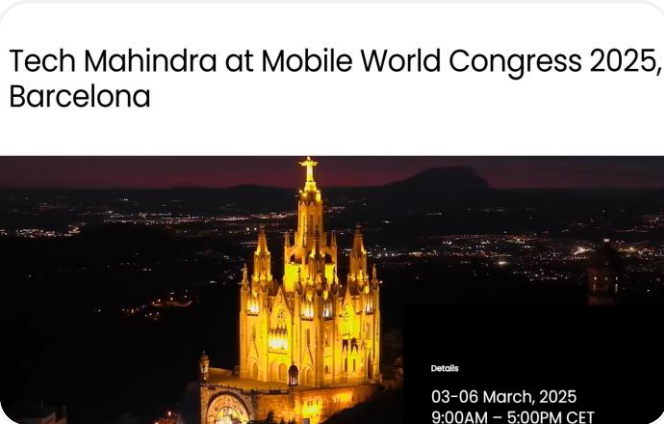 Tech Mahindra at Mobile World Congress 2025,
Barcelona
Details
03-06 March, 2025
9:00AM – 5:00PM CET